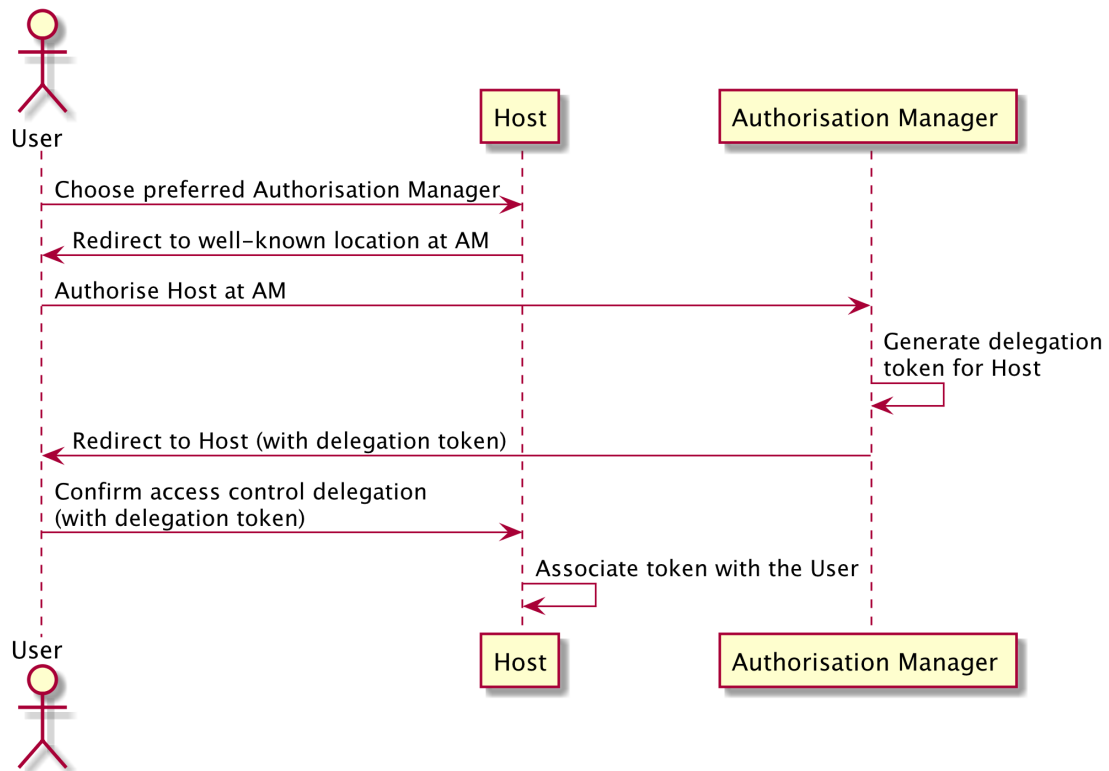 User
Host
Authorisation Manager
Choose preferred Authorisation Manager
Redirect to well-known location at AM
Authorise Host at AM
Generate delegation
token for Host
Redirect to Host (with delegation token)
Confirm access control delegation
(with delegation token)
Associate token with the User
User
Host
Authorisation Manager